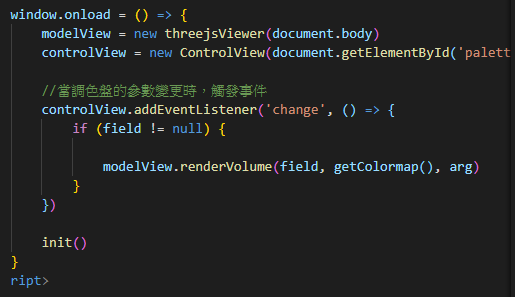 window.onload = () => {
modelView = new threejsViewer(document.body)
controlView = new ControlView(document.getElementById('palett
//當調色盤的參數變更時，觸發事件
controlView.addEventListener('change', () => {
if (field != null) {
modelView.renderVolume(field, getColormap(), arg)
}
})
init()
}
ript>